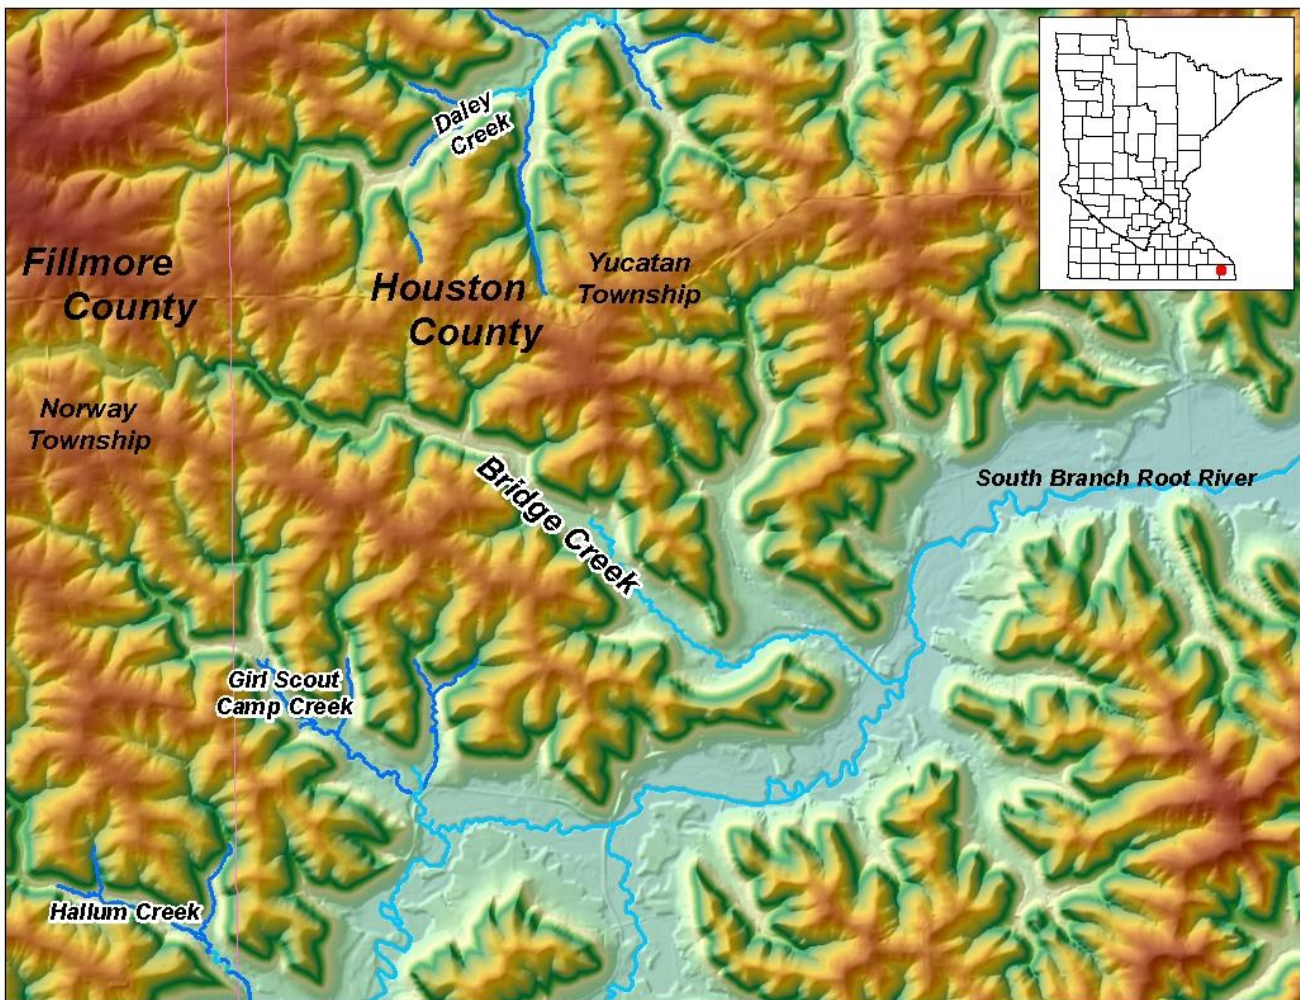 Daley
Creek
Fillmore
County
Houston
County
Yucatan
Township
Norway
Township
Bridge Creek
South Branch Root River
Girl Scout
Camp Creek
Hallum Creek